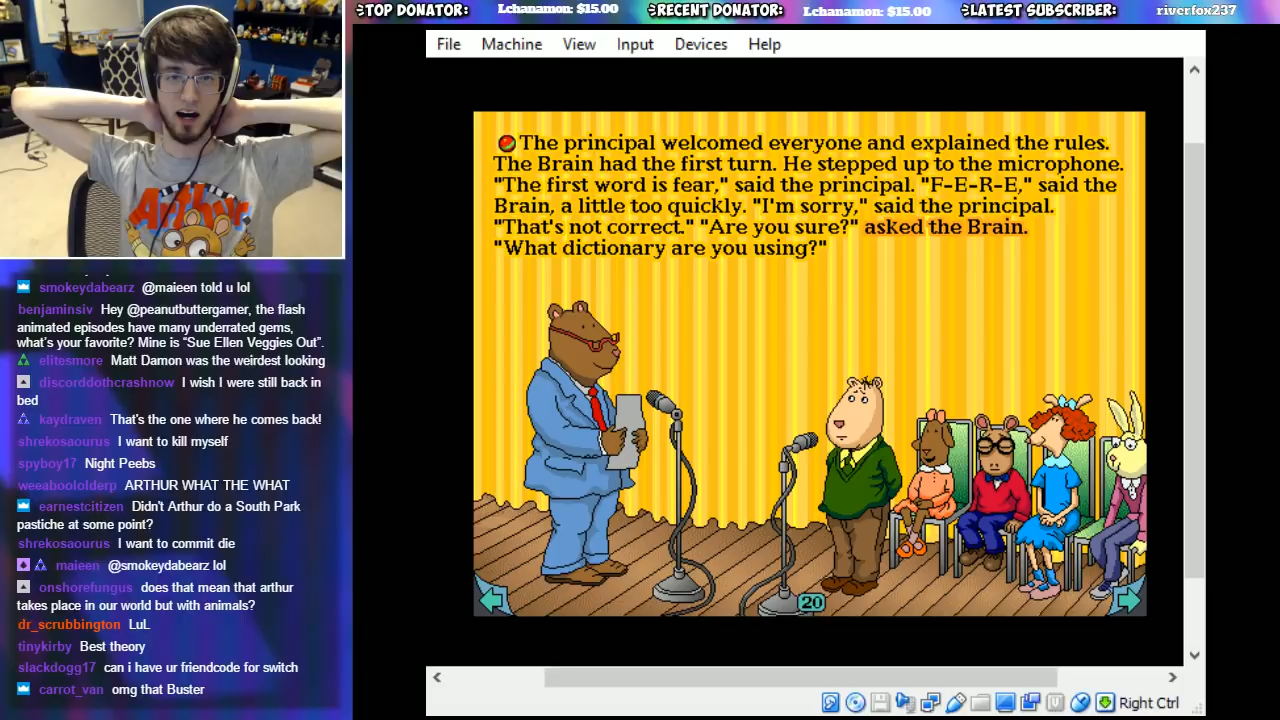 TOP DONATOR:
Lchanamon: $15.00
RECENT DONATOR:
Lchanamon: $15.00
LATEST SUBSCRIBER:
riverfox237
File Machine View Input Devices Help
Arthur
The principal welcomed everyone and explained the rules.
The Brain had the first turn. He stepped up to the microphone.
"The first word is fear," said the principal. "F-E-R-E," said the
Brain, a little too quickly. "I'm sorry," said the principal.
"That's not correct." "Are you sure?" asked the Brain.
"What dictionary are you using?"
20
Right Ctrl
smokeydabearz @maieen told u lol
benjaminsiv Hey @peanutbuttergamer, the flash
animated episodes have many underrated gems,
what's your favorite? Mine is “Sue Ellen Veggies Out”.
elitesmore Matt Damon was the weirdest looking
discorddothcrashnow I wish I were still back in
bed
kaydraven That's the one where he comes back!
shrekosaourus I want to kill myself
spyboy17 Night Peebs
weeaboololderp ARTHUR WHAT THE WHAT
earnestcitizen Didn't Arthur do a South Park
pastiche at some point?
shrekosaourus I want to commit die
maieen @smokeydabearz lol
onshorefungus does that mean that arthur
takes place in our world but with animals?
dr_scrubbington LuL
tinykirby Best theory
slackdogg17 can i have ur friendcode for switch
carrot_van omg that Buster